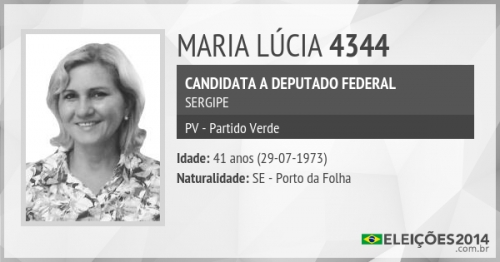 MARIA LÚCIA 4344
CANDIDATA A DEPUTADO FEDERAL
SERGIPE
PV - Partido Verde
Idade: 41 anos (29-07-1973)
Naturalidade: SE - Porto da Folha
ELEIÇÕES2014
.com.br